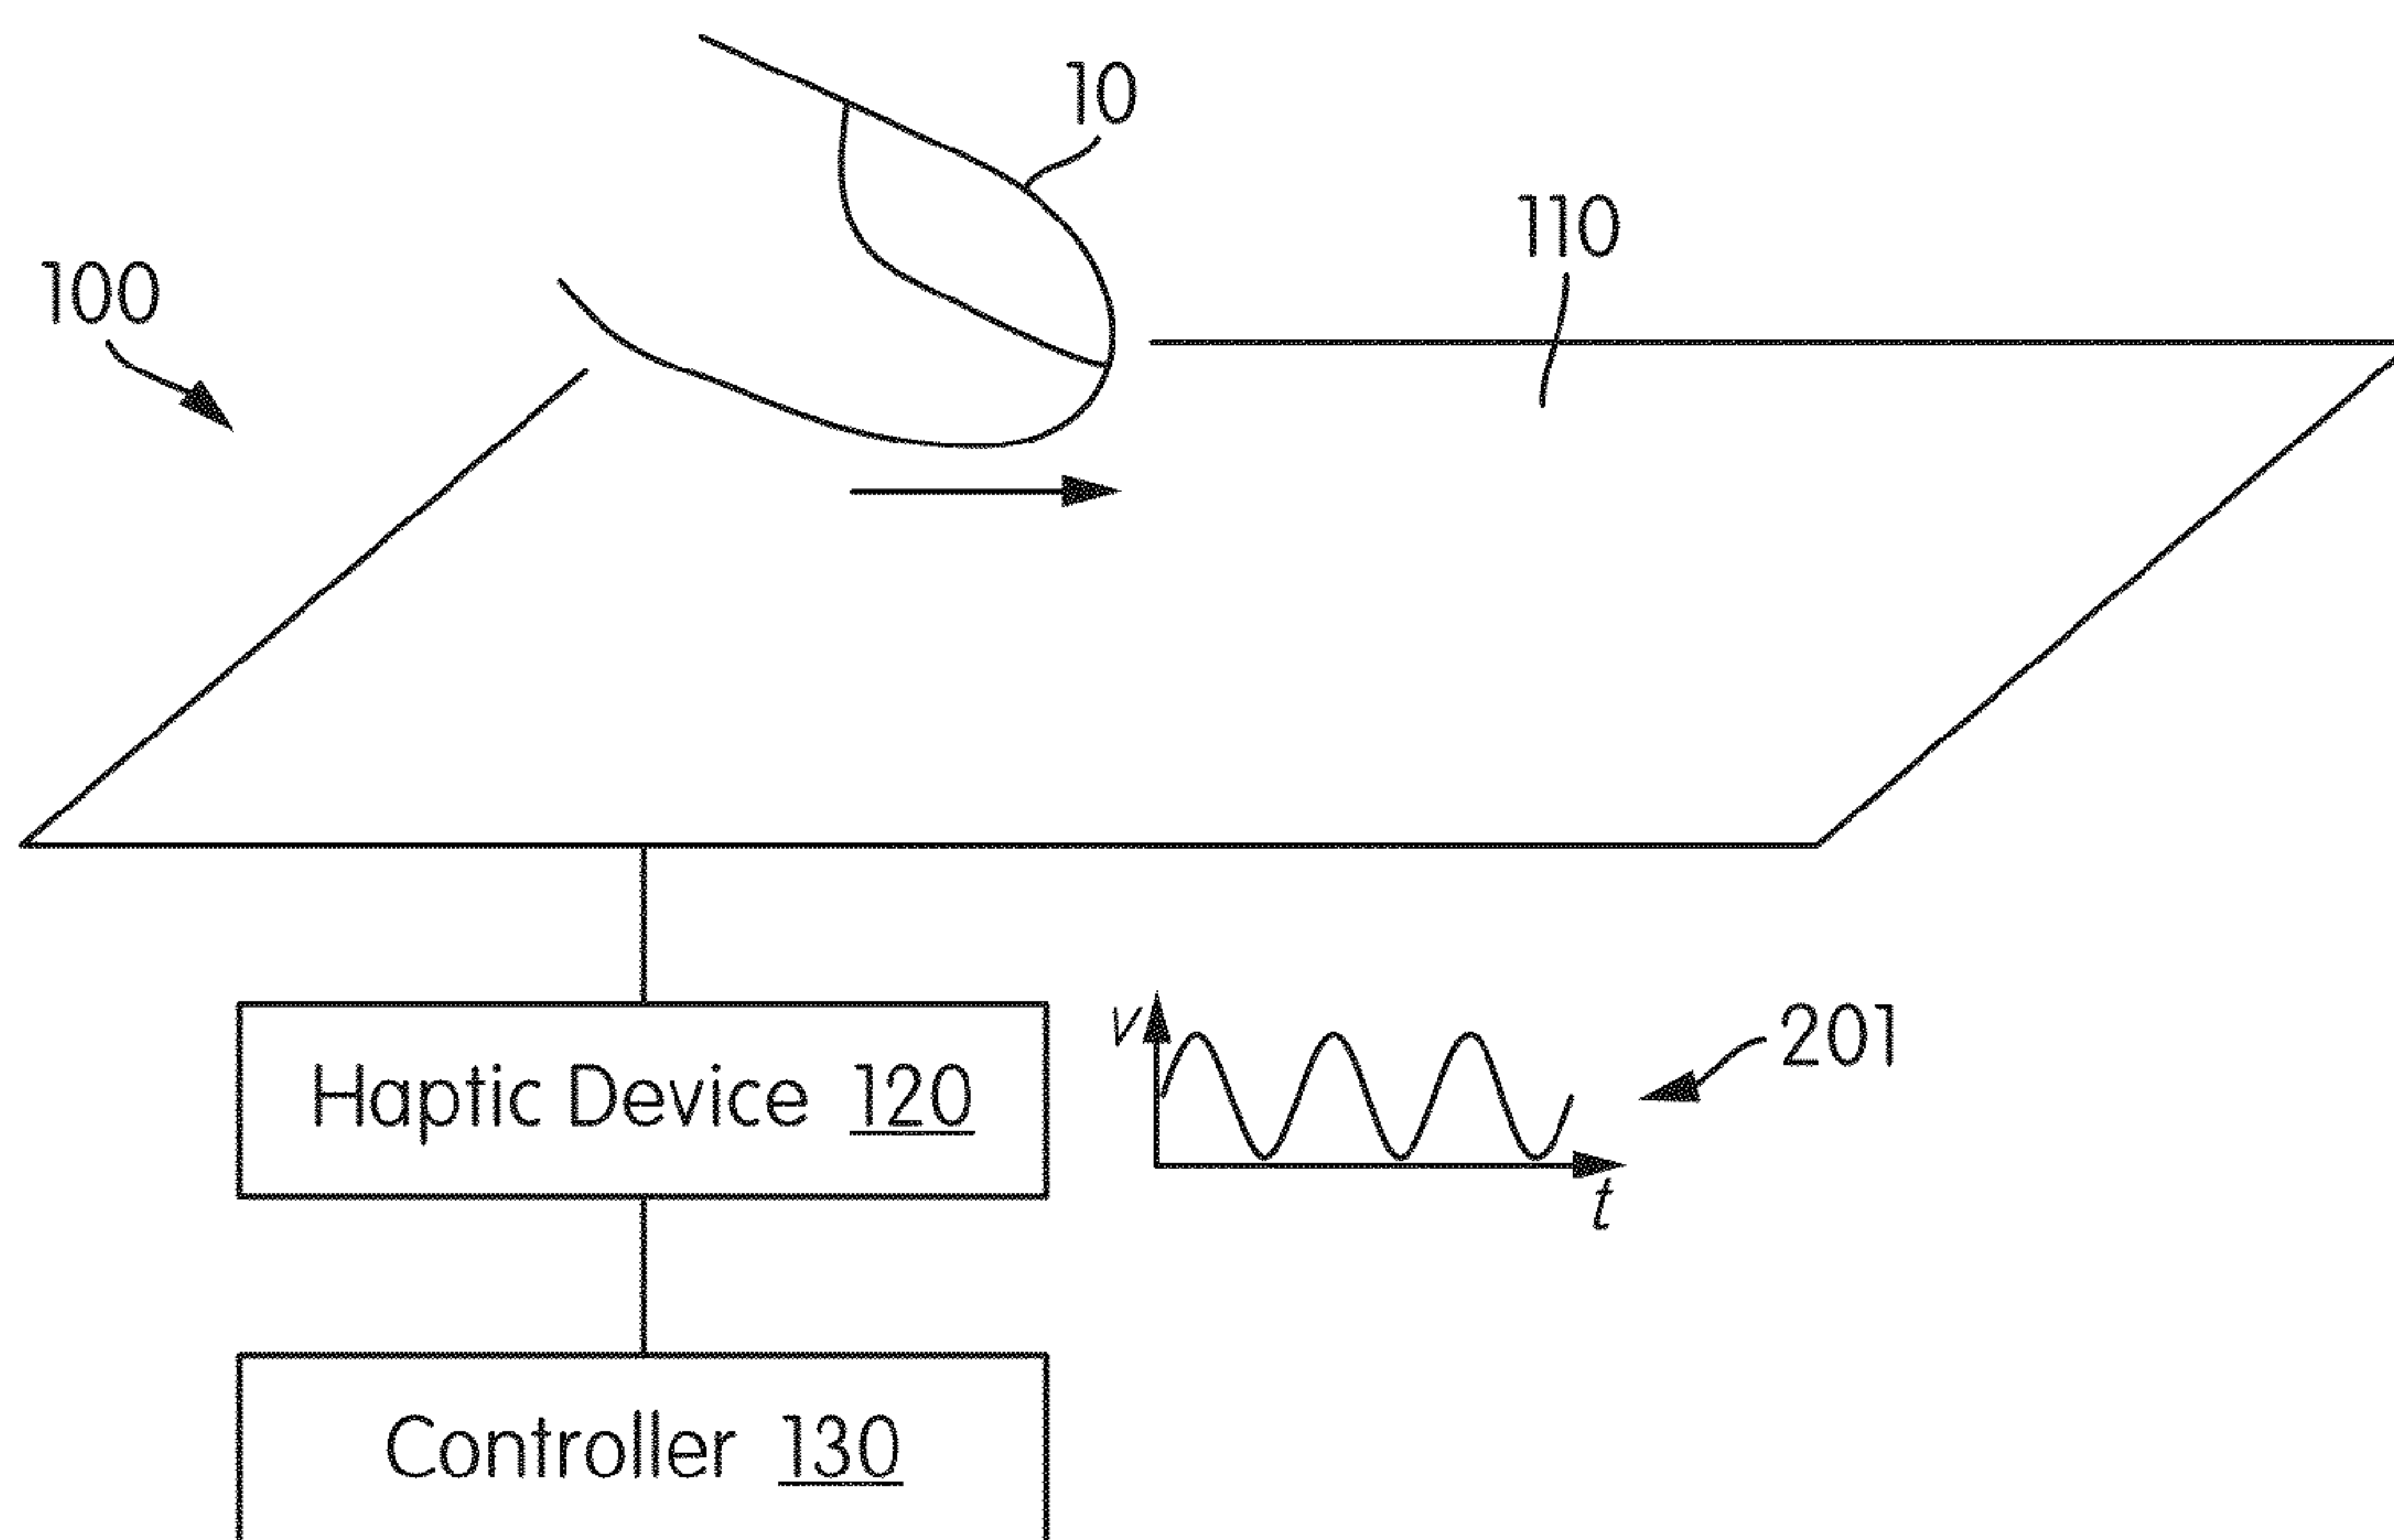 10
110
100
Haptic Device 120
v
201
t
Controller 130